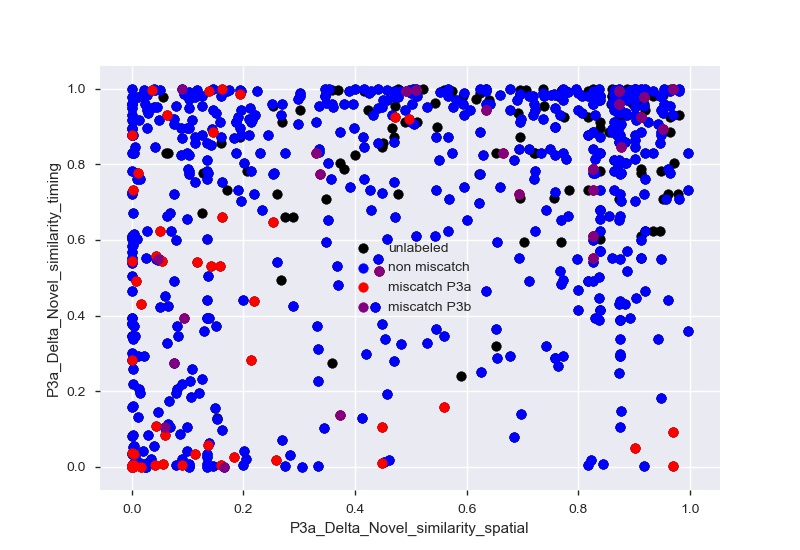 1.0
0.8
0.6
0.4
0.2
0.0
P3a_Delta_Novel_similarity_timing
unlabeled
non miscatch
miscatch P3a
miscatch P3b
0.0 0.2 0.4 0.6 0.8 1.0
P3a_Delta_Novel_similarity_spatial